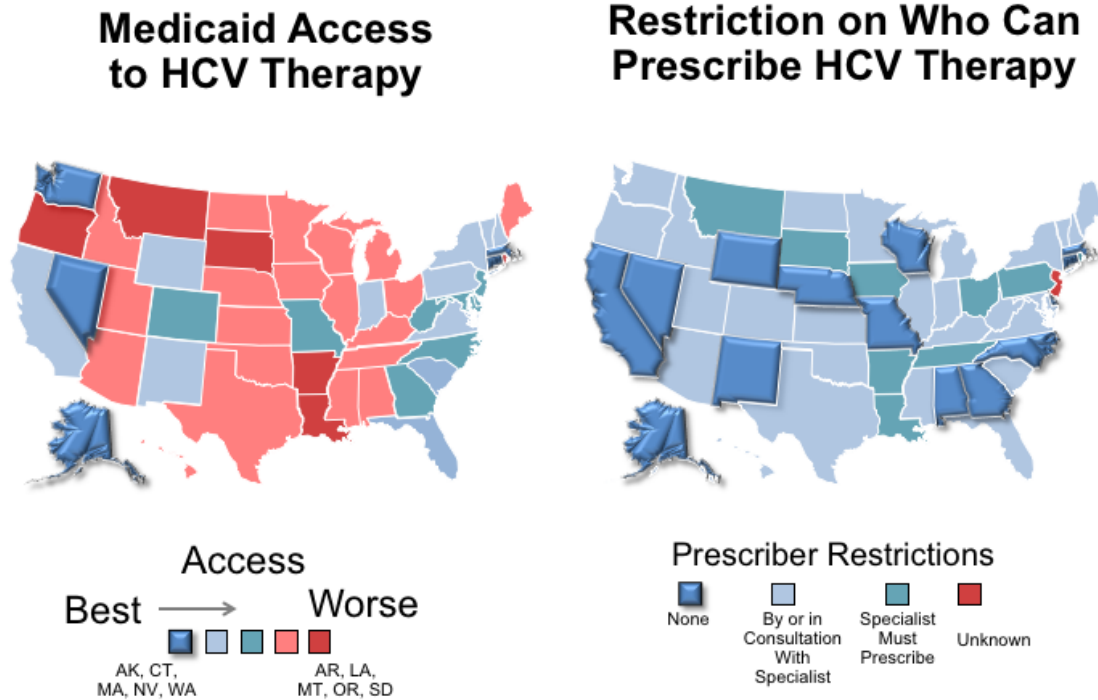 Medicaid Access
to HCV Therapy
Restriction on Who Can
Prescribe HCV Therapy
Access
Best
Worse
AK, CT,
MA, NV, WA
AR, LA,
MT, OR, SD
Prescriber Restrictions
None
By or in
Consultation
With
Specialist
Specialist
Must
Prescribe
Unknown